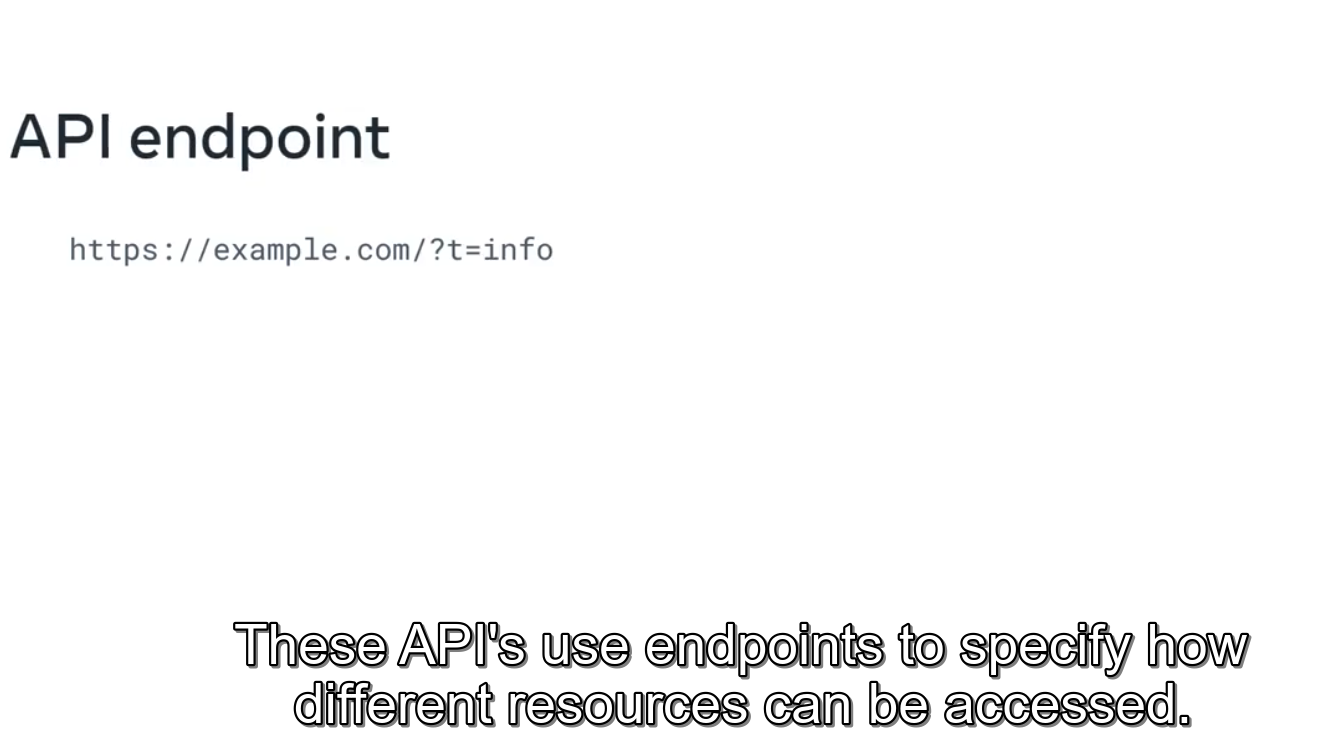 API endpoint
https://example.com/?t=info
These API's use endpoints to specify how
different resources can be accessed.